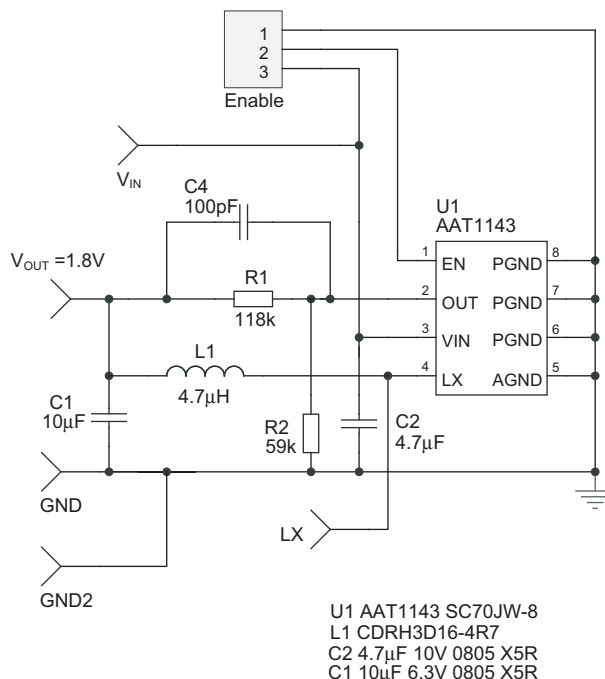 1
2
3
Enable
V_IN
C4
100pF
U1
AAT1143
V_OUT =1.8V
R1
118k
1
EN
PGND
8
2
OUT
PGND
7
3
VIN
PGND
6
4
LX
AGND
5
L1
4.7μH
C1
10μF
R2
59k
C2
4.7μF
GND
LX
GND2
U1 AAT1143 SC70JW-8
L1 CDRH3D16-4R7
C2 4.7μF 10V 0805 X5R
C1 10μF 6.3V 0805 X5R